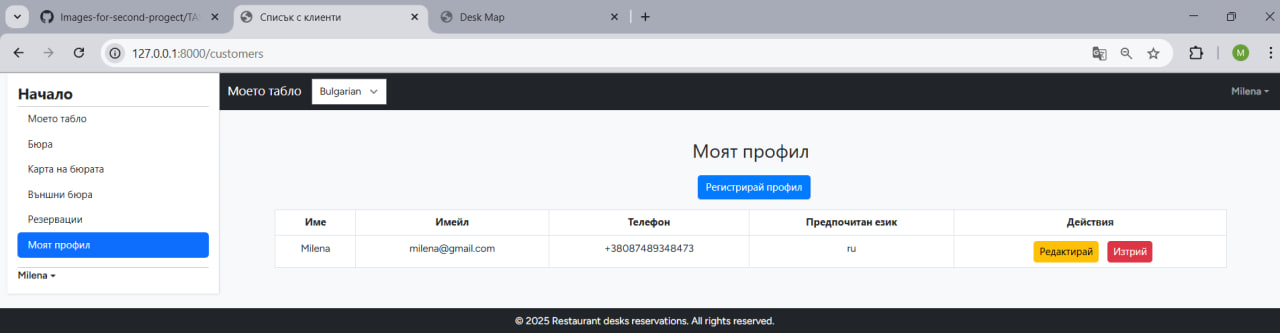 Images-for-second-progect/TA
Списък с клиенти
Desk Map
127.0.0.1:8000/customers
M
Начало
Моето табло
Бюра
Карта на бюрата
Външни бюра
Резервации
Моят профил
Milena
Моето табло
Bulgarian
Milena
Моят профил
Регистрирай профил
Име Имейл Телефон Предпочитан език Действия
Milena milena@gmail.com +38087489348473 ru Редактирай Изтрий
© 2025 Restaurant desks reservations. All rights reserved.